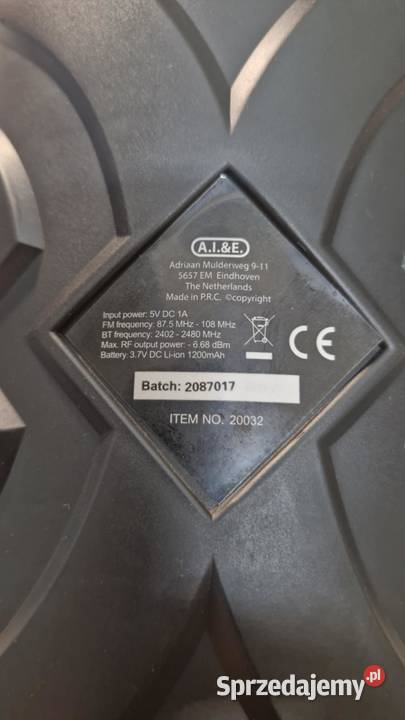 A.I.&E.
Adriaan Mulderweg 9-11
5657 EM Eindhoven
The Netherlands
Made in P.R.C. ©copyright
Input power: 5V DC 1A
FM frequency: 87.5 MHz - 108 MHz
BT frequency: 2402 - 2480 MHz
Max. RF output power: - 6.68 dBm
Battery: 3.7V DC Li-ion 1200mAh
CE
Batch: 2087017
ITEM NO. 20032
Sprzedajemy.pl